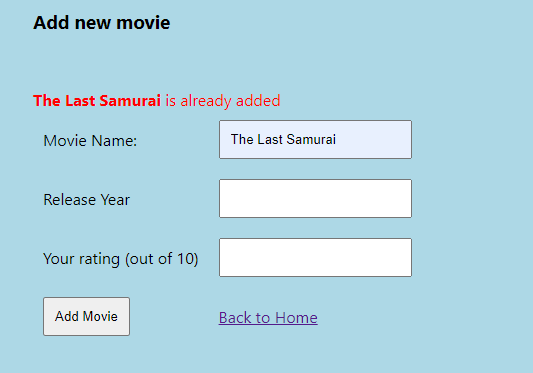 Add new movie
The Last Samurai is already added
Movie Name: The Last Samurai
Release Year
Your rating (out of 10)
Add Movie Back to Home